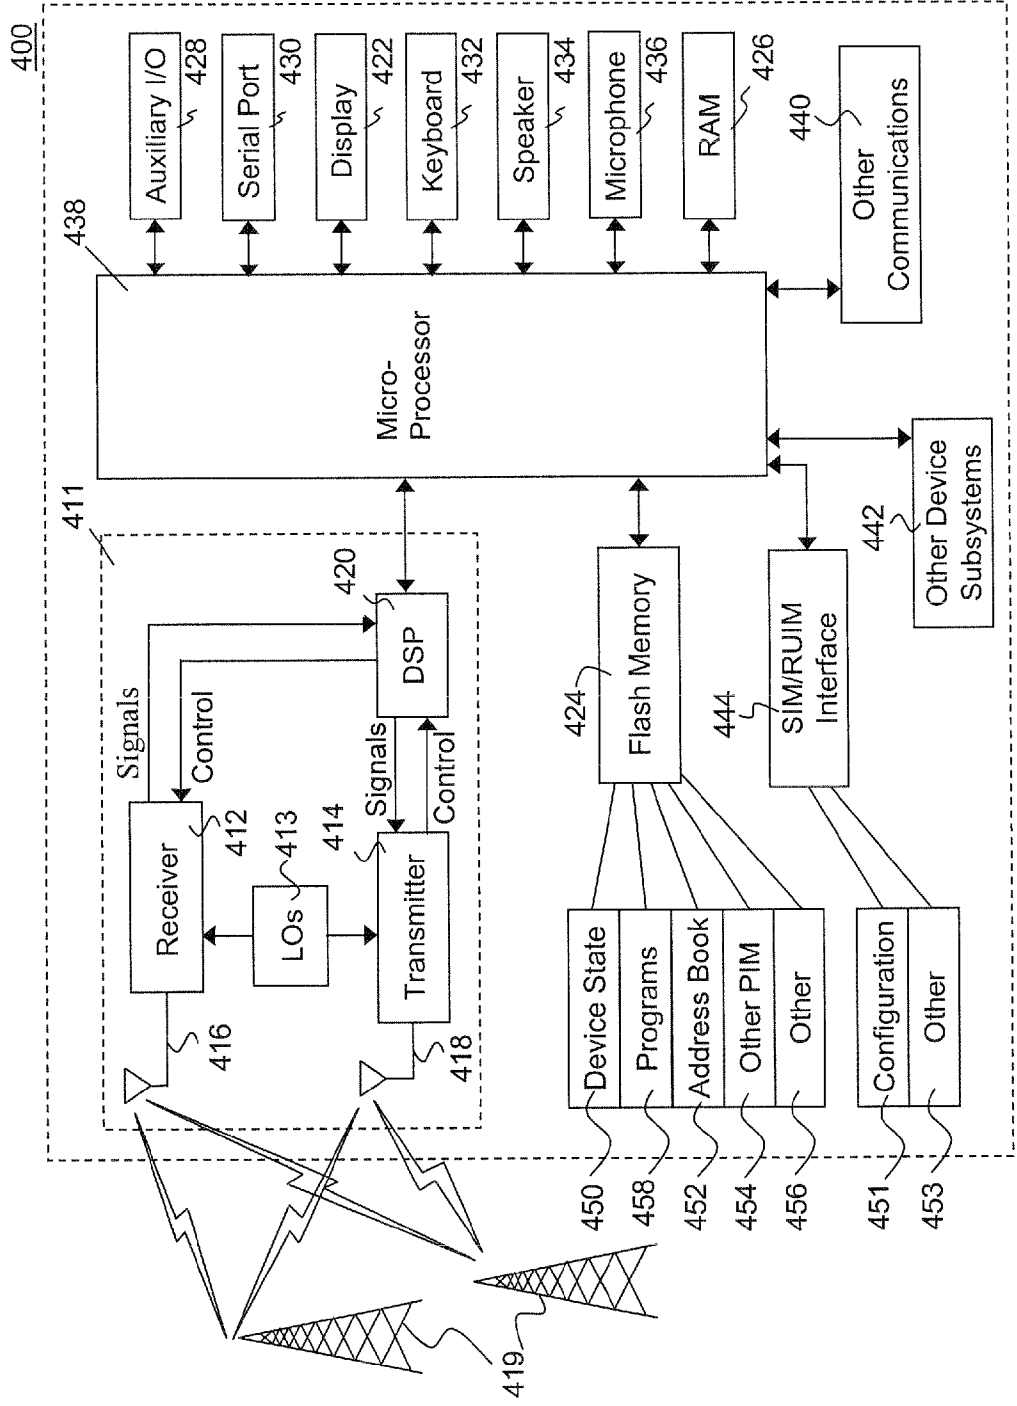 400
Auxiliary I/O
428
Serial Port
430
Display
422
Keyboard
432
Speaker
434
Microphone
436
RAM
426
Other
Communications
440
438
Micro-
Processor
411
Signals
Control
420
DSP
Signals
Control
Receiver
412
LOs
413
Transmitter
414
416
418
419
Flash Memory
424
SIM/RUIM
Interface
444
Other Device
Subsystems
442
Device State
450
Programs
458
Address Book
452
Other PIM
454
Other
456
Configuration
451
Other
453